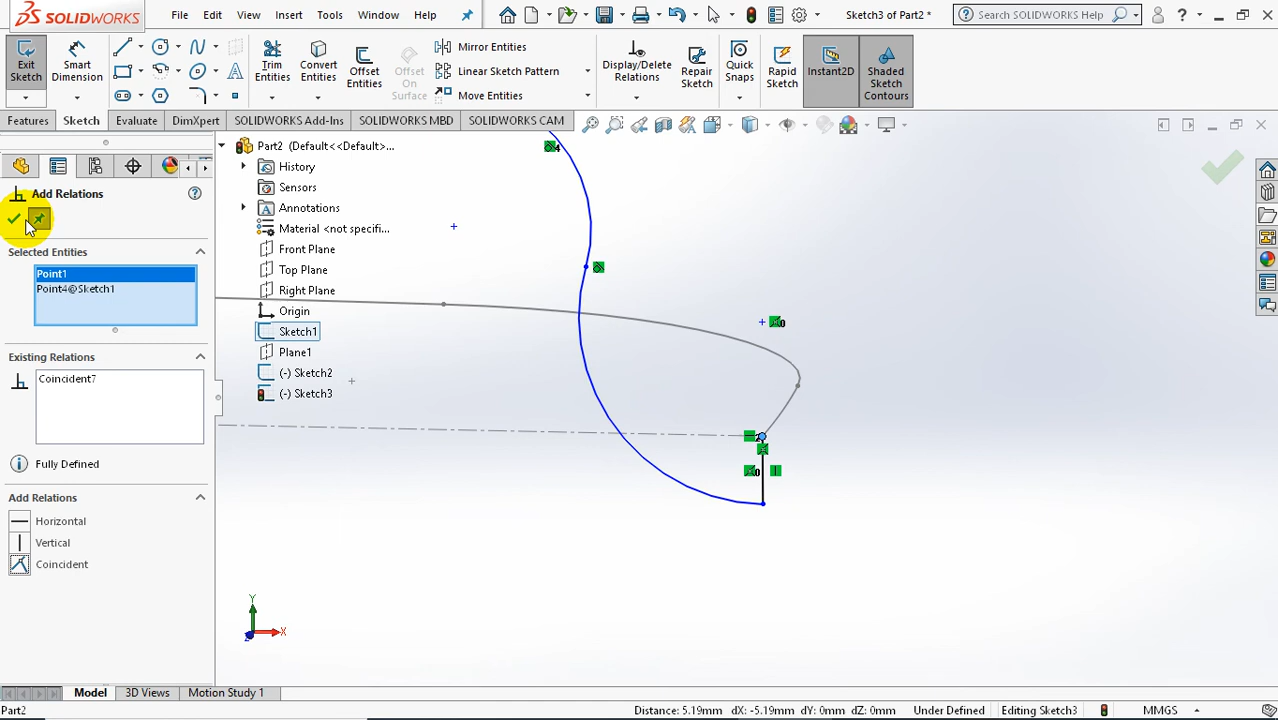 SOLIDWORKS File Edit View Insert Tools Window Help Sketch3 of Part2 * Search SOLIDWORKS Help ?
Exit Sketch Smart Dimension Trim Entities Convert Entities Offset Entities Offset On Surface Mirror Entities Display/Delete Relations Repair Sketch Quick Snaps Rapid Sketch Instant2D Shaded Sketch Contours
Linear Sketch Pattern
Move Entities
Features Sketch Evaluate DimXpert SOLIDWORKS Add-Ins SOLIDWORKS MBD SOLIDWORKS CAM
Part2 (Default<<Default>...
History
Sensors
Annotations
Material <not specifi...
Front Plane
Top Plane
Right Plane
Origin
Sketch1
Plane1
(-) Sketch2
(-) Sketch3
Add Relations
Selected Entities
Point1
Point4@Sketch1
Existing Relations
Coincident7
Fully Defined
Add Relations
Horizontal
Vertical
Coincident
4
0
2
0
Y
X
Z
Model 3D Views Motion Study 1
Part2 Distance: 5.19mm dX: -5.19mm dY: 0mm dZ: 0mm Under Defined Editing Sketch3 MMGS